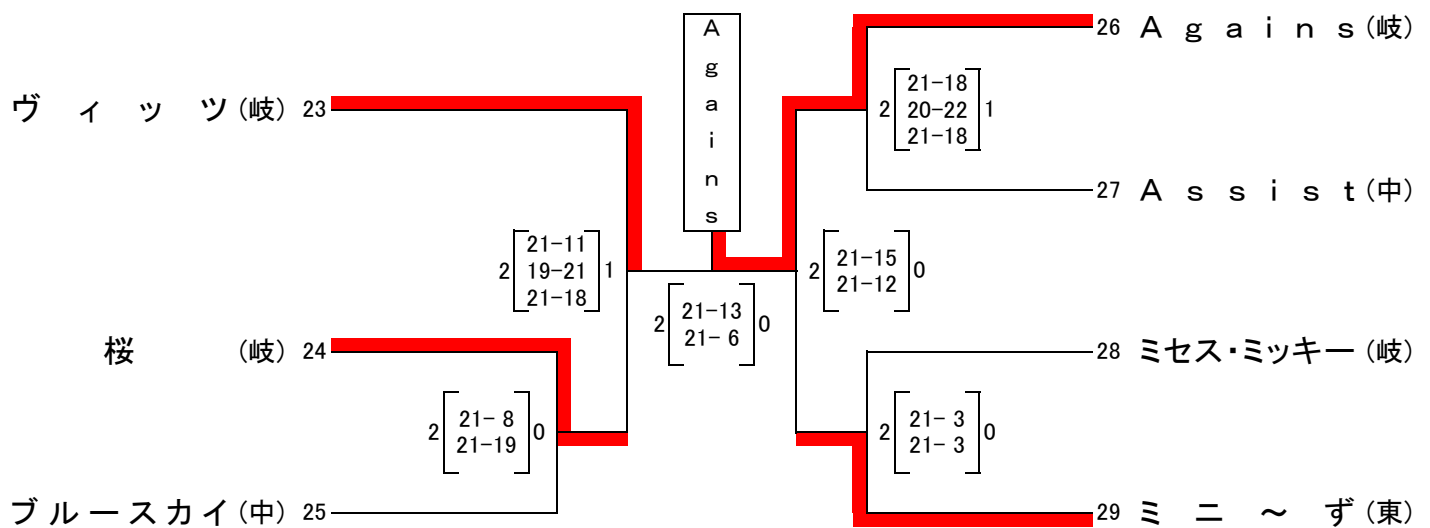 Agains
26 Agains(岐)
2[21-18 20-22 21-18]1
27 Assist(中)
ヴィッツ(岐) 23
2[21-11 19-21 21-18]1
桜 (岐) 24
2[21- 8 21-19]0
ブルースカイ(中) 25
2[21-13 21- 6]0
2[21-15 21-12]0
28 ミセス・ミッキー(岐)
2[21- 3 21- 3]0
29 ミニ～ず(東)